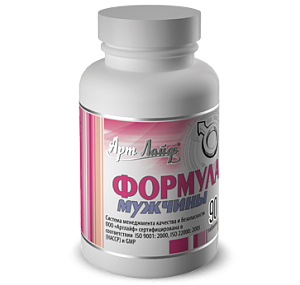 Арт Лайф®
ФОРМУЛА
МУЖЧИНЫ
90
Система менеджмента качества и безопасности
ООО «Артлайф» сертифицирована в
соответствии ISO 9001: 2000, ISO 22000: 2005
(HACCP) и GMP